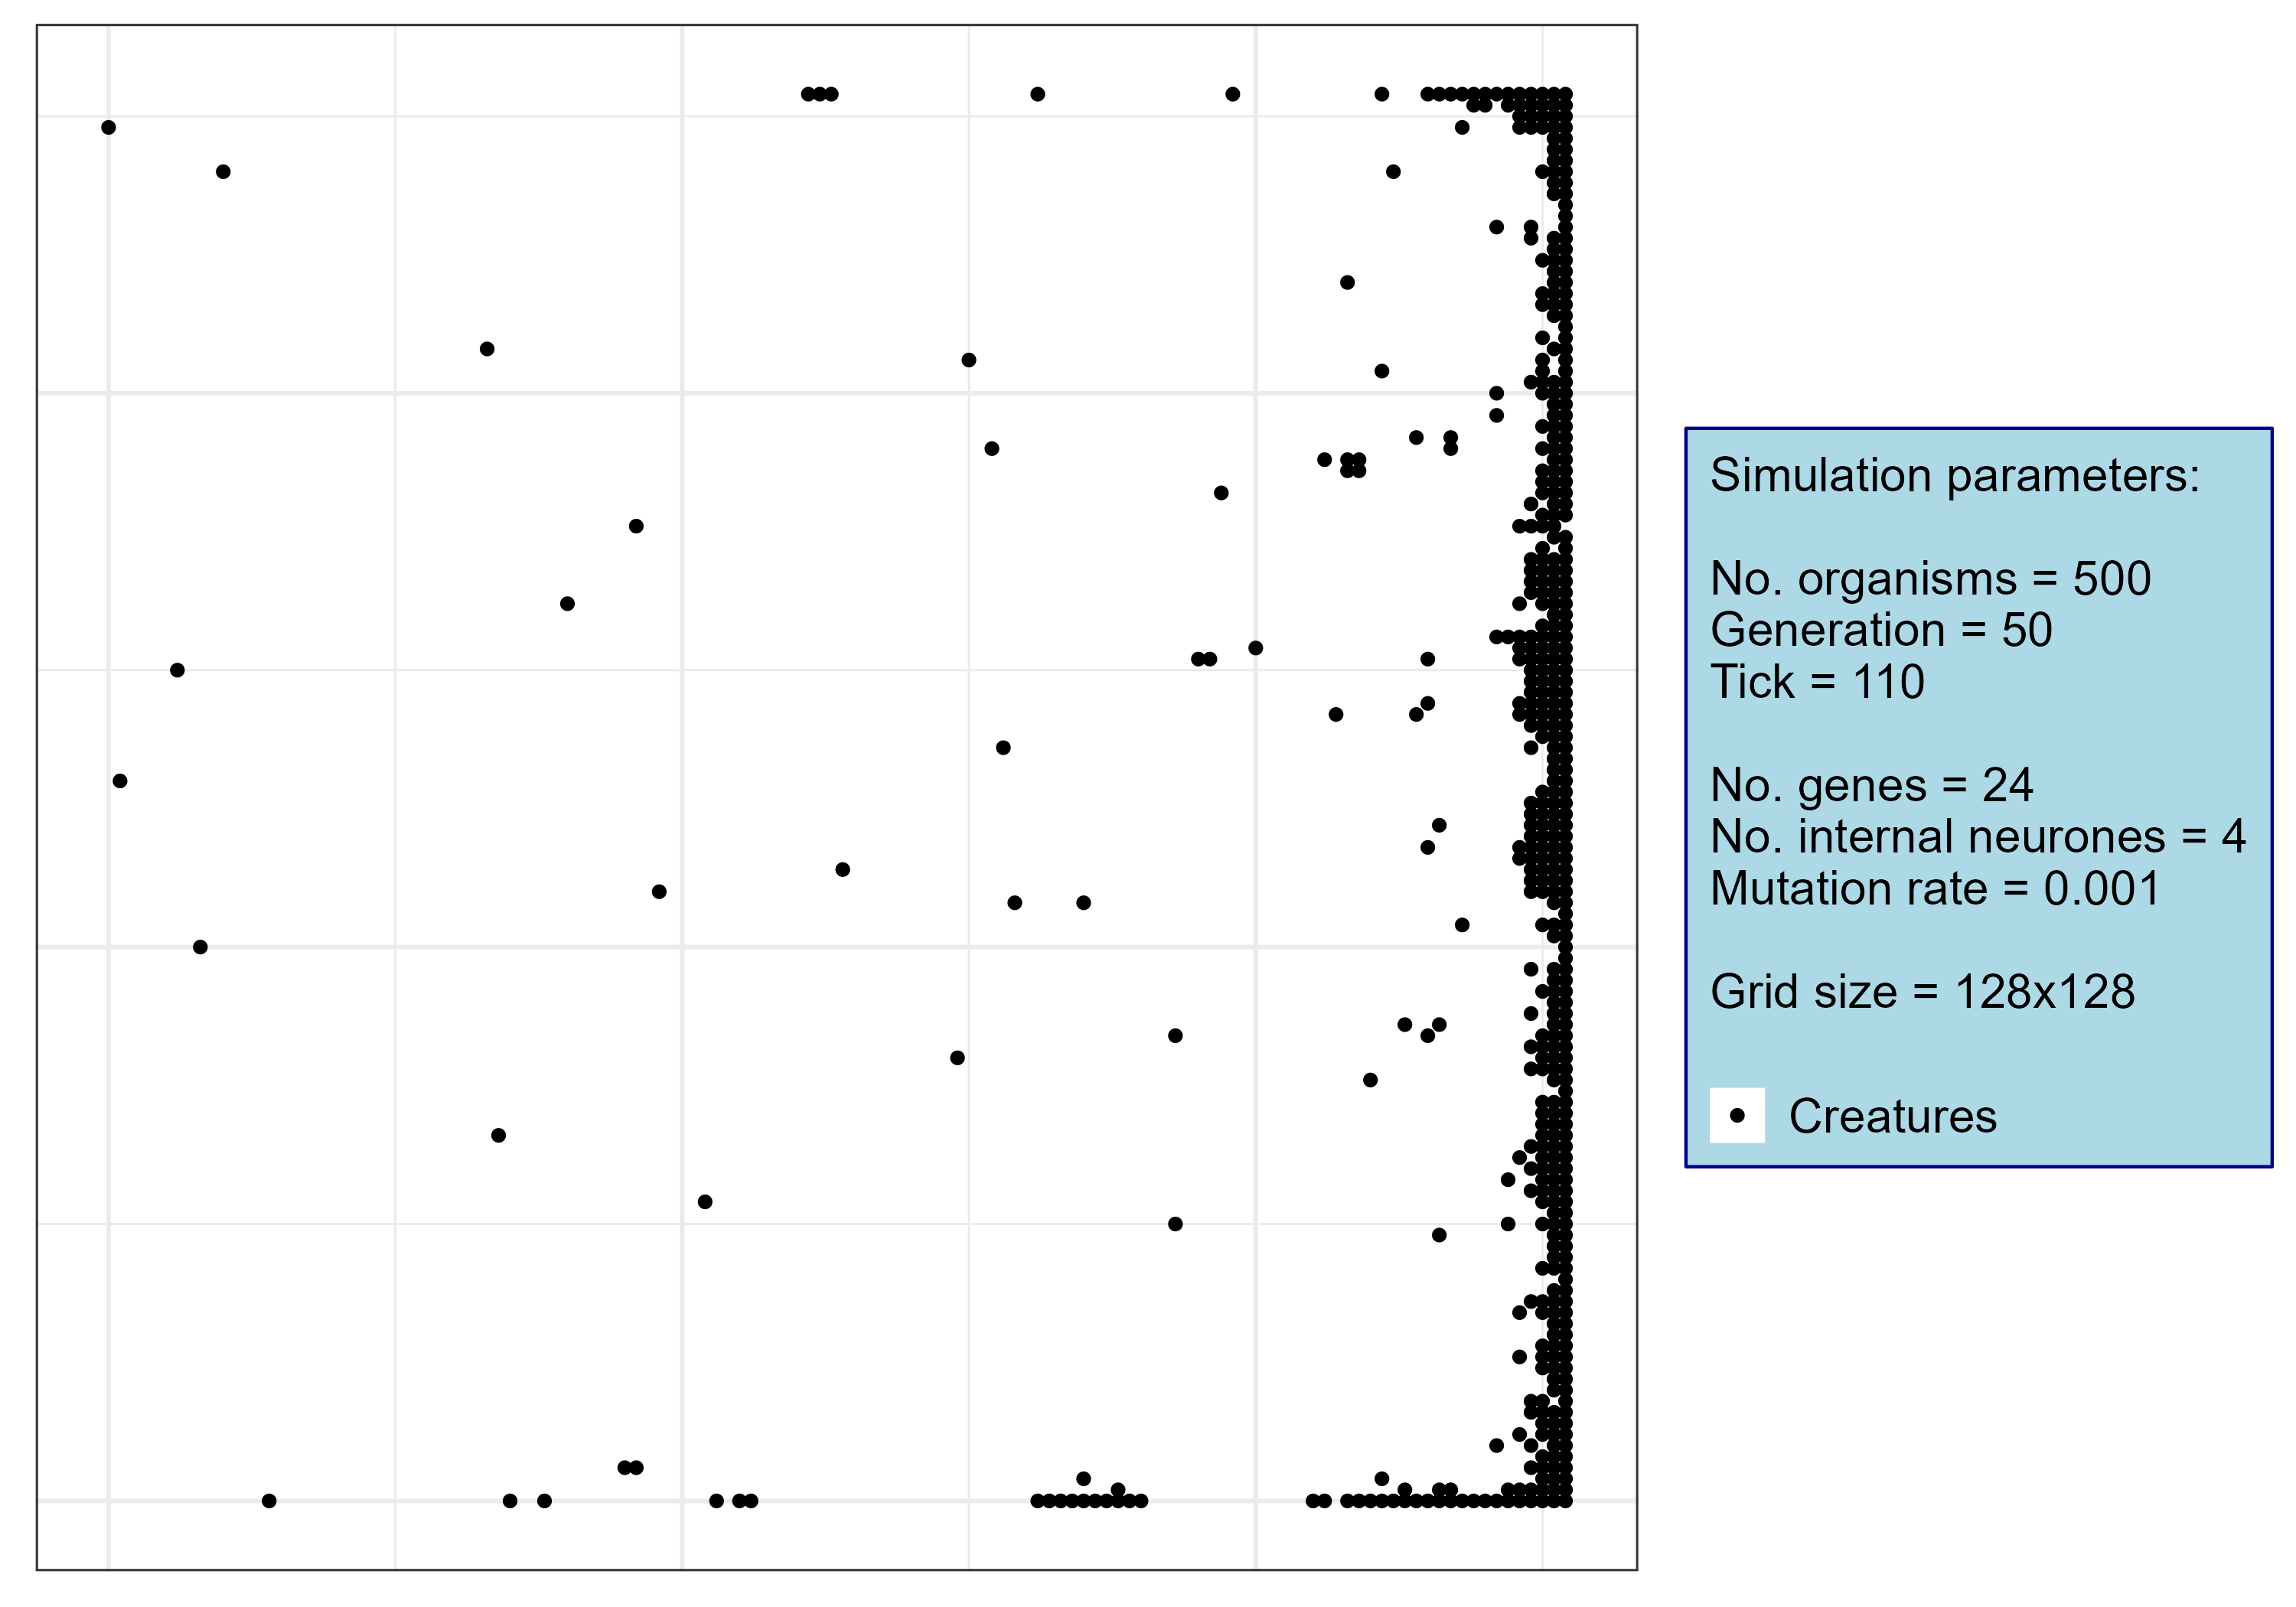 Simulation parameters:
No. organisms = 500
Generation = 50
Tick = 110
No. genes = 24
No. internal neurones = 4
Mutation rate = 0.001
Grid size = 128x128
Creatures